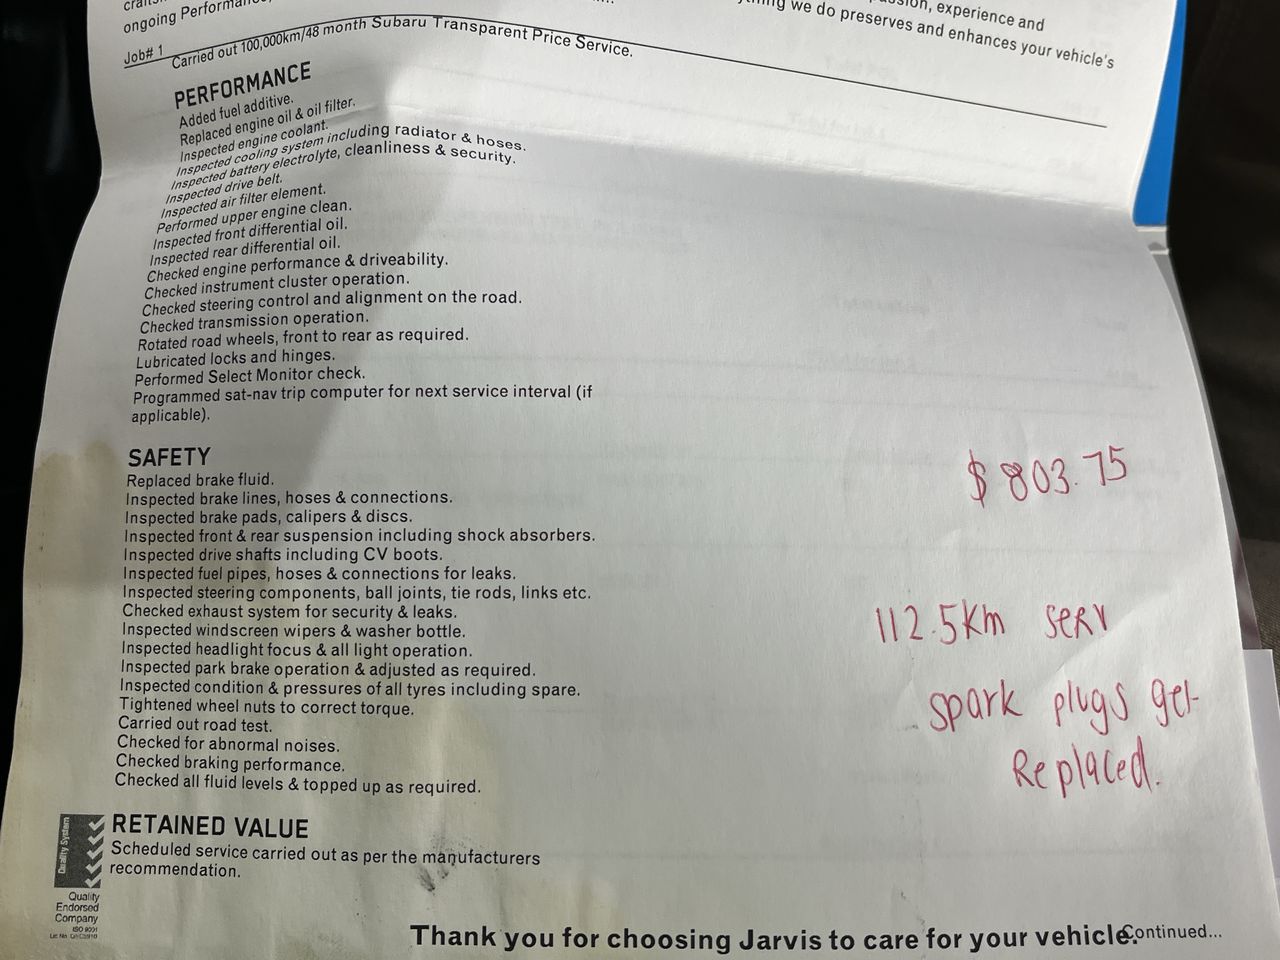 ongoing
experience and
we do preserves and enhances your vehicle's
Job# 1 Carried out 100,000km/48 month Subaru Transparent Price Service.
PERFORMANCE
Added fuel additive.
Replaced engine oil & oil filter.
Inspected engine coolant.
Inspected cooling system including radiator & hoses.
Inspected battery electrolyte, cleanliness & security.
Inspected drive belt.
Inspected air filter element.
Performed upper engine clean.
Inspected front differential oil.
Inspected rear differential oil.
Checked engine performance & driveability.
Checked instrument cluster operation.
Checked steering control and alignment on the road.
Checked transmission operation.
Rotated road wheels, front to rear as required.
Lubricated locks and hinges.
Performed Select Monitor check.
Programmed sat-nav trip computer for next service interval (if
applicable).
SAFETY
Replaced brake fluid.
Inspected brake lines, hoses & connections.
Inspected brake pads, calipers & discs.
Inspected front & rear suspension including shock absorbers.
Inspected drive shafts including CV boots.
Inspected fuel pipes, hoses & connections for leaks.
Inspected steering components, ball joints, tie rods, links etc.
Checked exhaust system for security & leaks.
Inspected windscreen wipers & washer bottle.
Inspected headlight focus & all light operation.
Inspected park brake operation & adjusted as required.
Inspected condition & pressures of all tyres including spare.
Tightened wheel nuts to correct torque.
Carried out road test.
Checked for abnormal noises.
Checked braking performance.
Checked all fluid levels & topped up as required.
$ 803.75
112.5km serv
spark plugs get
Replaced.
RETAINED VALUE
Scheduled service carried out as per the manufacturers
recommendation.
Quality System
Quality
Endorsed
Company
ISO 9001
Thank you for choosing Jarvis to care for your vehicle.
Continued...